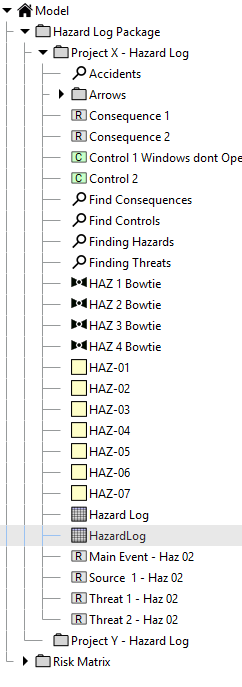 Model
Hazard Log Package
Project X - Hazard Log
Accidents
Arrows
R Consequence 1
R Consequence 2
C Control 1 Windows dont Ope
C Control 2
Find Consequences
Find Controls
Finding Hazards
Finding Threats
HAZ 1 Bowtie
HAZ 2 Bowtie
HAZ 3 Bowtie
HAZ 4 Bowtie
HAZ-01
HAZ-02
HAZ-03
HAZ-04
HAZ-05
HAZ-06
HAZ-07
Hazard Log
HazardLog
R Main Event - Haz 02
R Source 1 - Haz 02
R Threat 1 - Haz 02
R Threat 2 - Haz 02
Project Y - Hazard Log
Risk Matrix